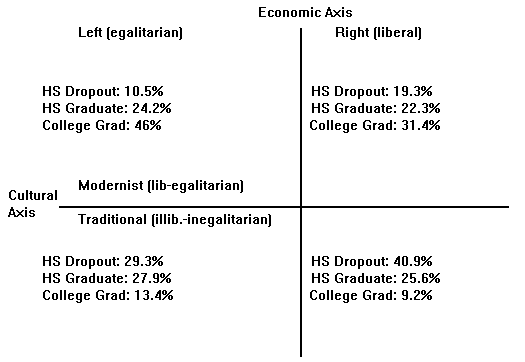 Economic Axis
Left (egalitarian)
Right (liberal)
HS Dropout: 10.5%
HS Graduate: 24.2%
College Grad: 46%
HS Dropout: 19.3%
HS Graduate: 22.3%
College Grad: 31.4%
Cultural
Axis
Modernist (lib-egalitarian)
Traditional (illib.-inegalitarian)
HS Dropout: 29.3%
HS Graduate: 27.9%
College Grad: 13.4%
HS Dropout: 40.9%
HS Graduate: 25.6%
College Grad: 9.2%